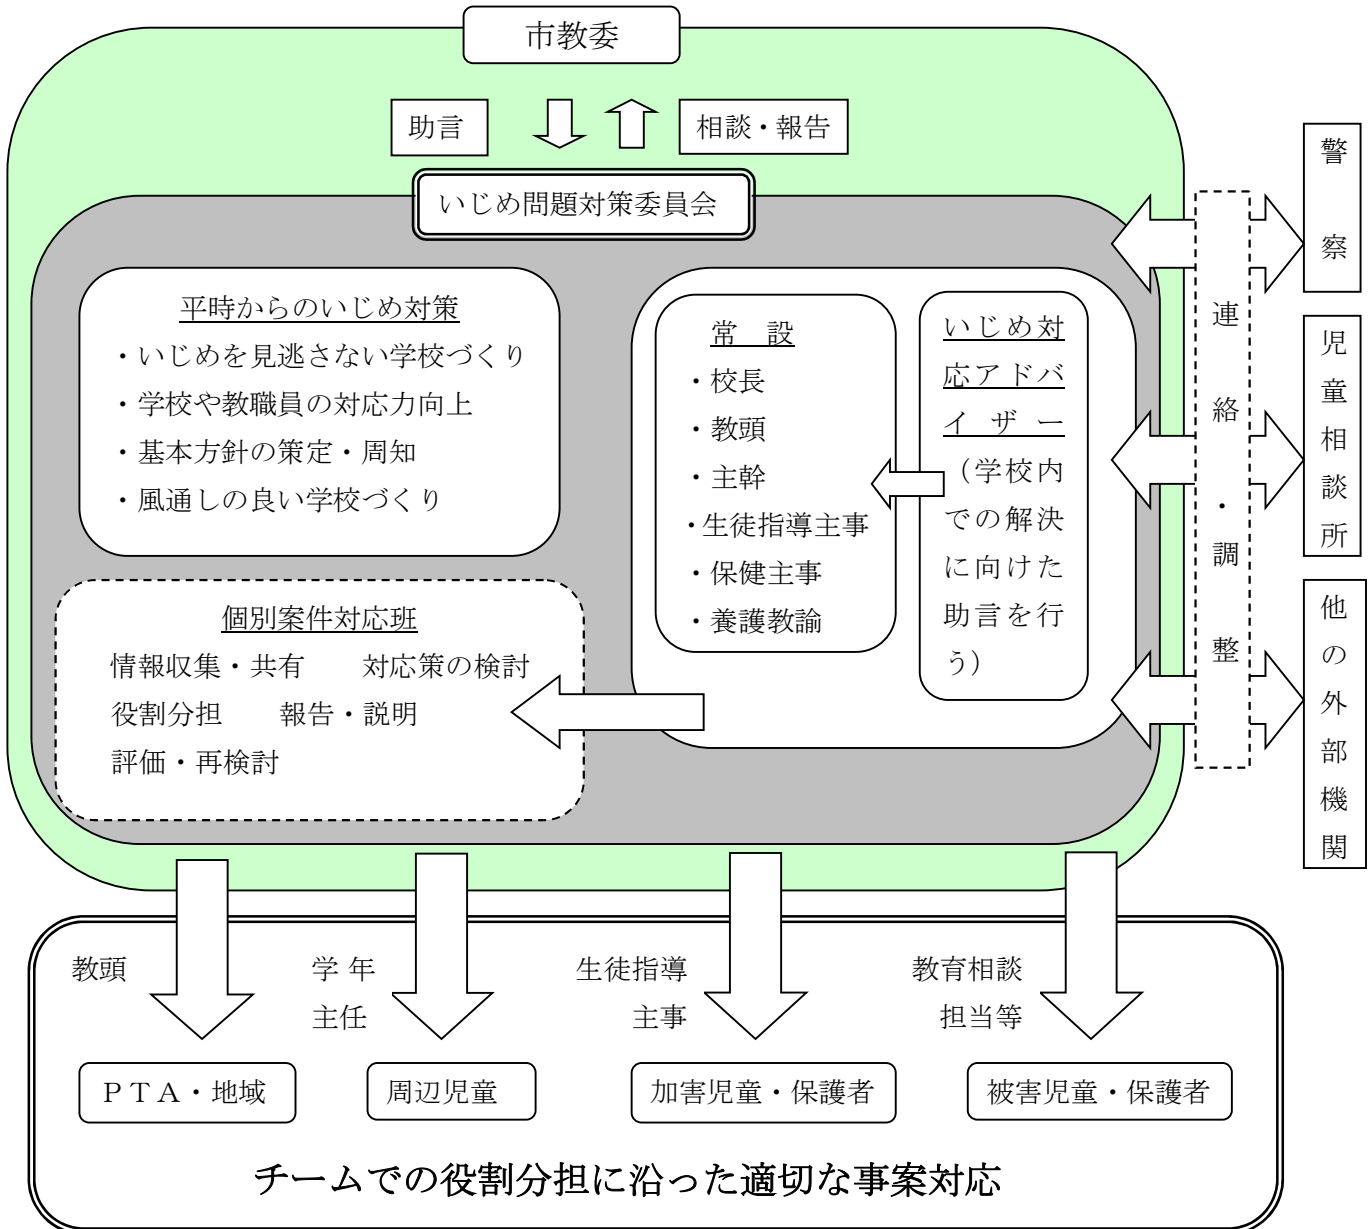 市教委
助言
相談・報告
いじめ問題対策委員会
平時からのいじめ対策
・いじめを見逃さない学校づくり
・学校や教職員の対応力向上
・基本方針の策定・周知
・風通しの良い学校づくり
常　設
・校長
・教頭
・主幹
・生徒指導主事
・保健主事
・養護教諭
いじめ対
応アドバ
イザー
（学校内
での解決
に向けた
助言を行
う）
個別案件対応班
情報収集・共有　　対応策の検討
役割分担　　報告・説明
評価・再検討
連絡・調整
警察
児童相談所
他の外部機関
教頭
学年
主任
生徒指導
主事
教育相談
担当等
ＰＴＡ・地域
周辺児童
加害児童・保護者
被害児童・保護者
チームでの役割分担に沿った適切な事案対応